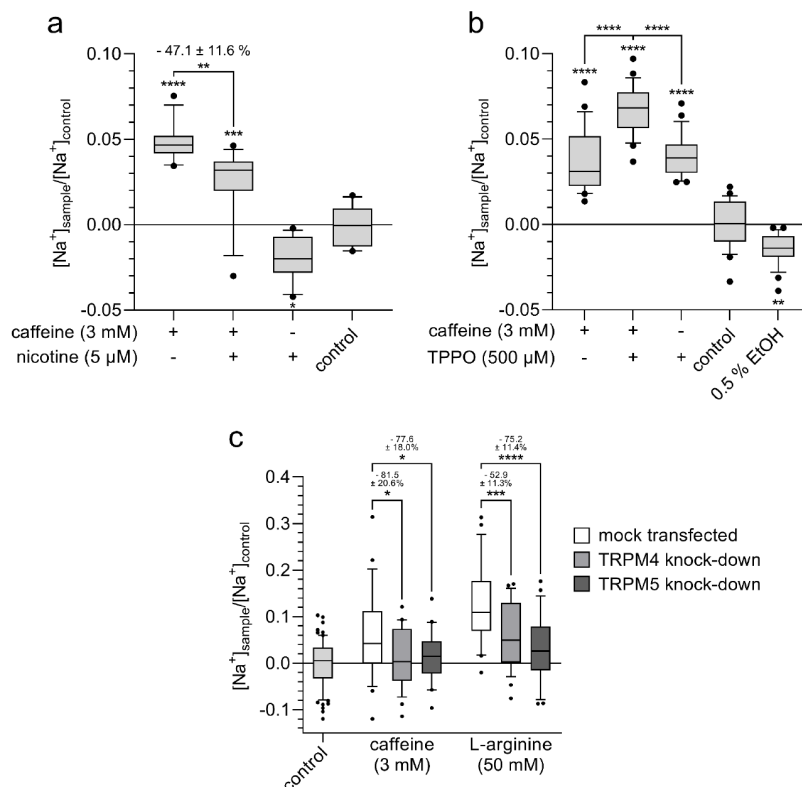 a
- 47.1 ± 11.6 %
**
****
***
*
0.10
0.05
0.00
-0.05
[Na⁺]sample/[Na⁺]control
caffeine (3 mM) + + -
nicotine (5 µM) - + +
control
b
**** ****
****
****
****
**
0.10
0.05
0.00
-0.05
[Na⁺]sample/[Na⁺]control
caffeine (3 mM) + + -
TPPO (500 µM) - + +
control
0.5 % EtOH
c
- 77.6
± 18.0%
*
- 81.5
± 20.6%
*
- 75.2
± 11.4%
****
- 52.9
± 11.3%
***
0.4
0.3
0.2
0.1
0.0
-0.1
[Na⁺]sample/[Na⁺]control
control
caffeine
(3 mM)
L-arginine
(50 mM)
mock transfected
TRPM4 knock-down
TRPM5 knock-down